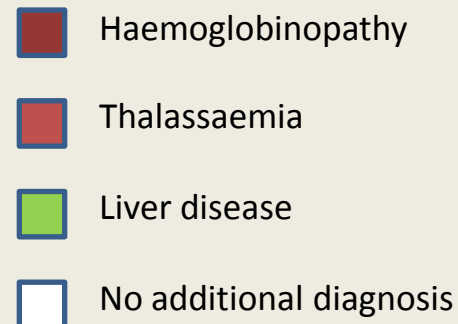 Haemoglobinopathy
Thalassaemia
Liver disease
No additional diagnosis